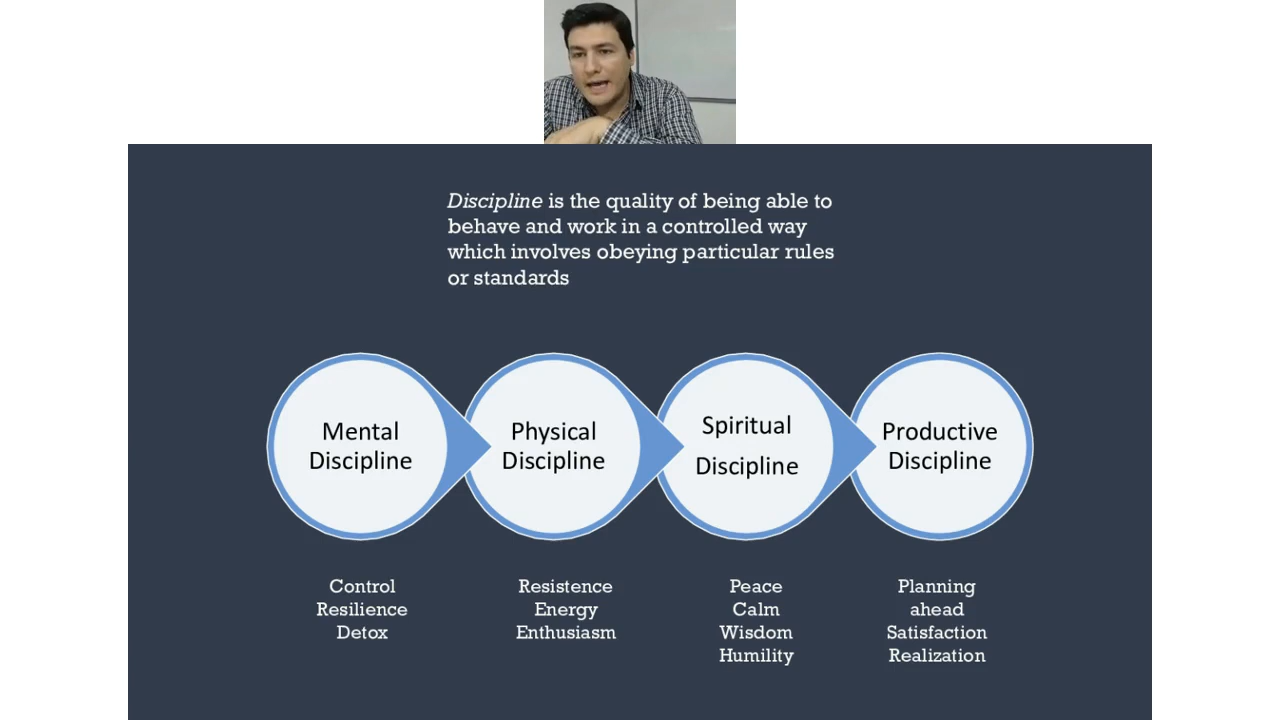 Discipline is the quality of being able to
behave and work in a controlled way
which involves obeying particular rules
or standards
Mental
Discipline
Physical
Discipline
Spiritual
Discipline
Productive
Discipline
Control
Resilience
Detox
Resistence
Energy
Enthusiasm
Peace
Calm
Wisdom
Humility
Planning
ahead
Satisfaction
Realization